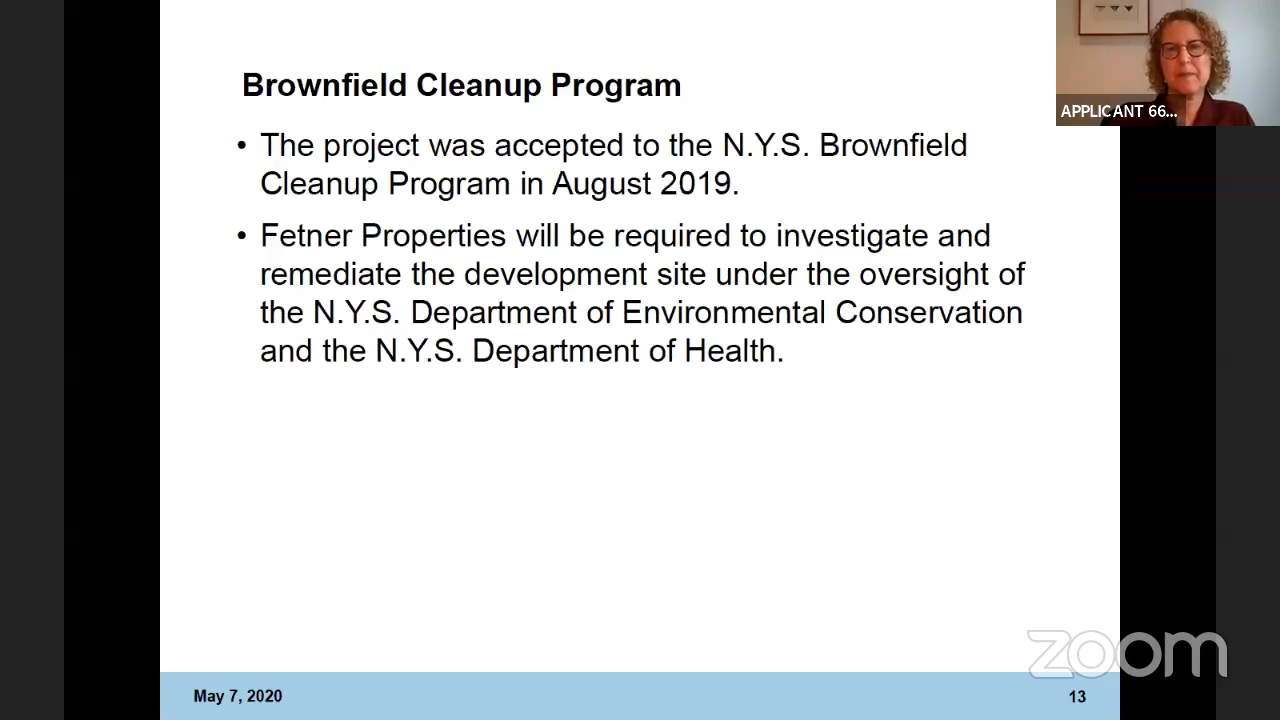 Brownfield Cleanup Program
• The project was accepted to the N.Y.S. Brownfield
Cleanup Program in August 2019.
• Fetner Properties will be required to investigate and
remediate the development site under the oversight of
the N.Y.S. Department of Environmental Conservation
and the N.Y.S. Department of Health.
APPLICANT 66...
zoom
May 7, 2020
13